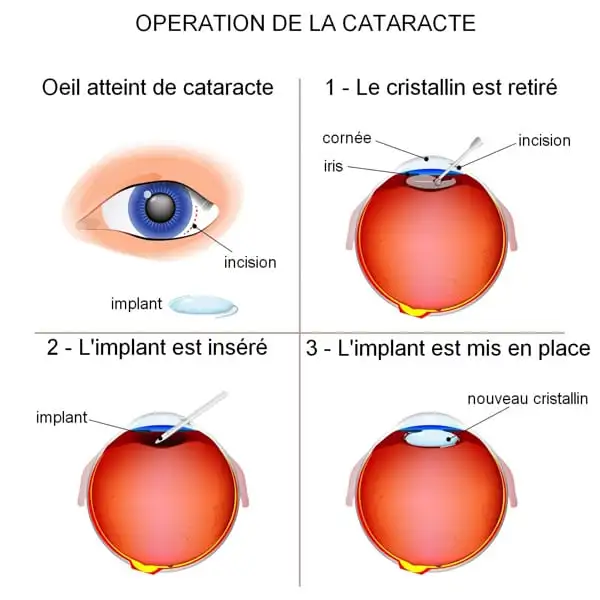 OPERATION DE LA CATARACTE
Oeil atteint de cataracte
incision
implant
1 - Le cristallin est retiré
cornée
incision
iris
2 - L'implant est inséré
implant
3 - L'implant est mis en place
nouveau cristallin